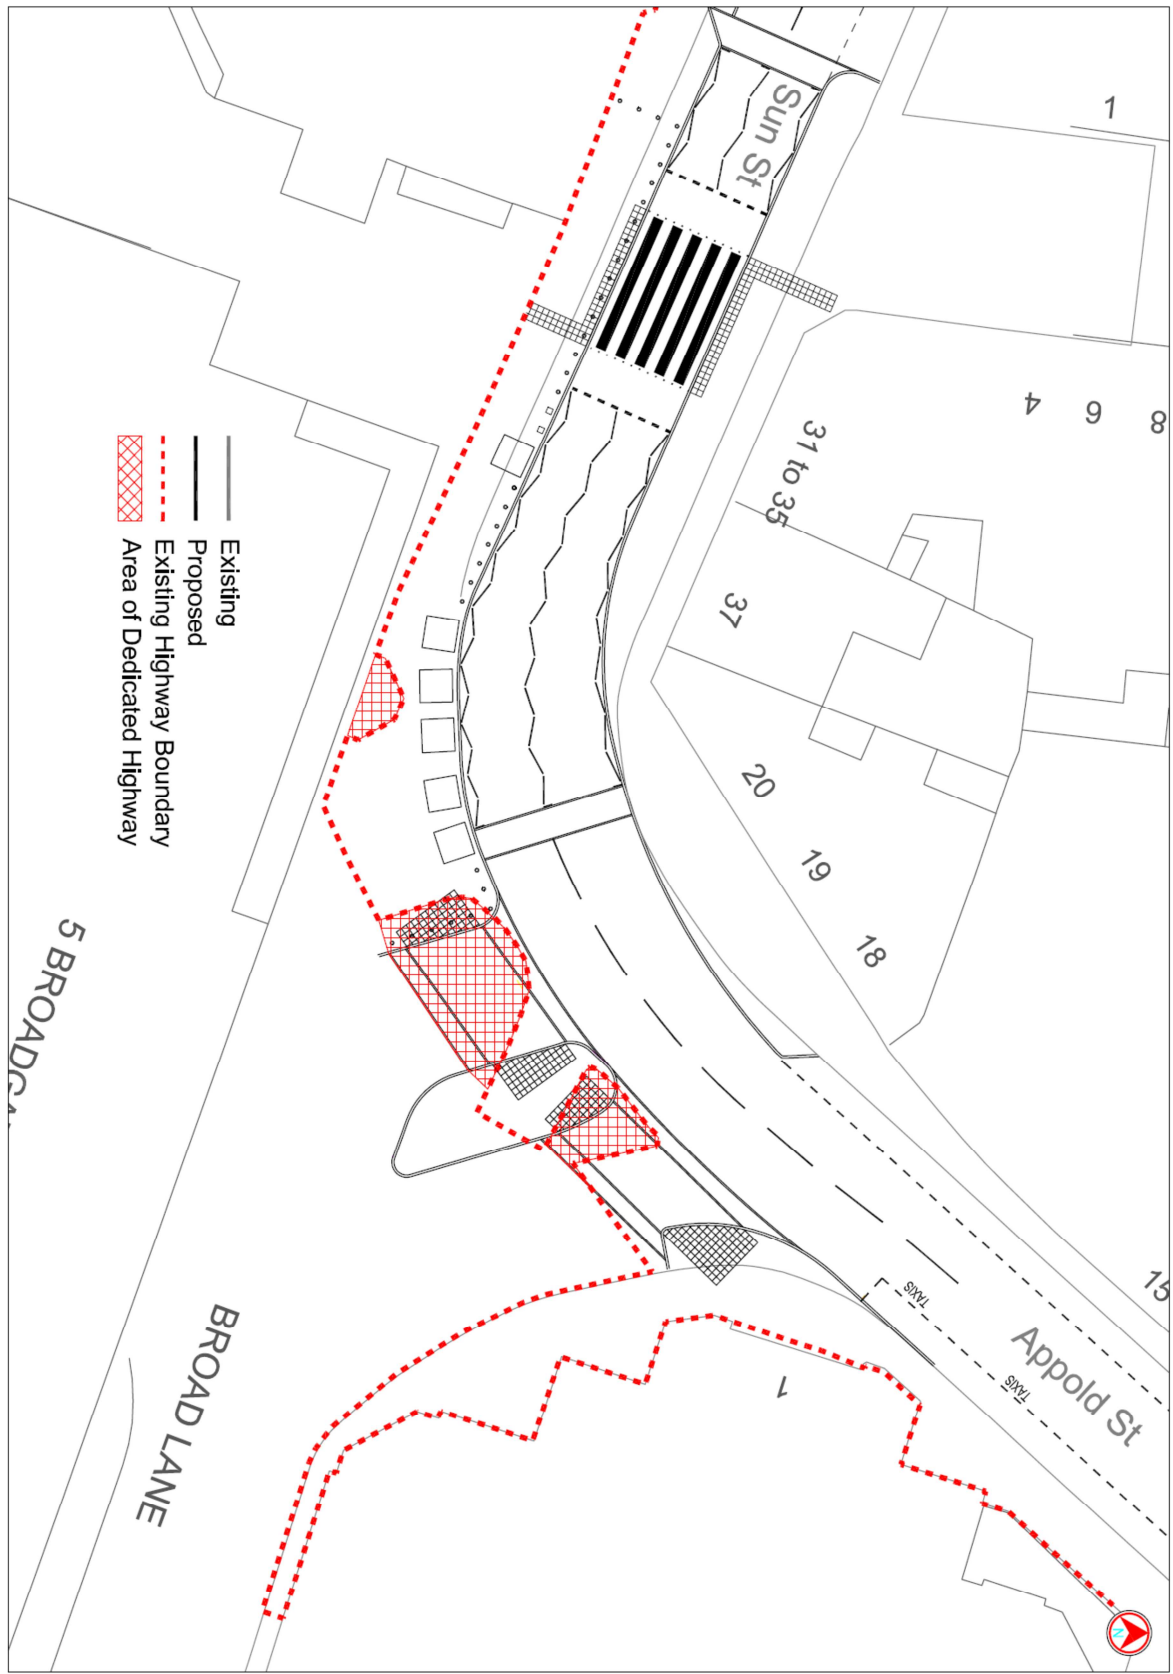 Sun St
1
4
6
8
31 to 35
37
20
19
18
15
Existing
Proposed
Existing Highway Boundary
Area of Dedicated Highway
5 BROADG
BROAD LANE
TAXIS
TAXIS
Appold St
1
N